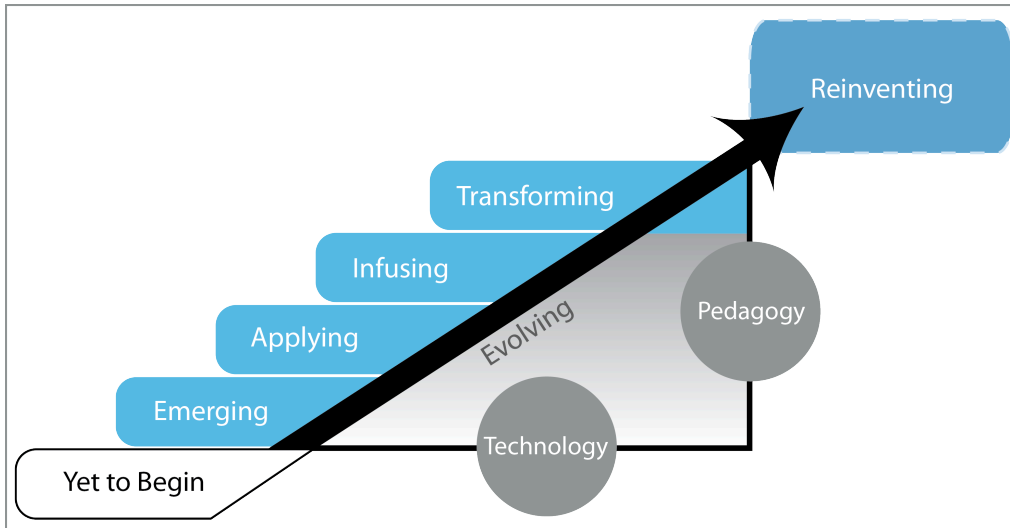 Reinventing
Transforming
Infusing
Applying
Emerging
Yet to Begin
Evolving
Pedagogy
Technology